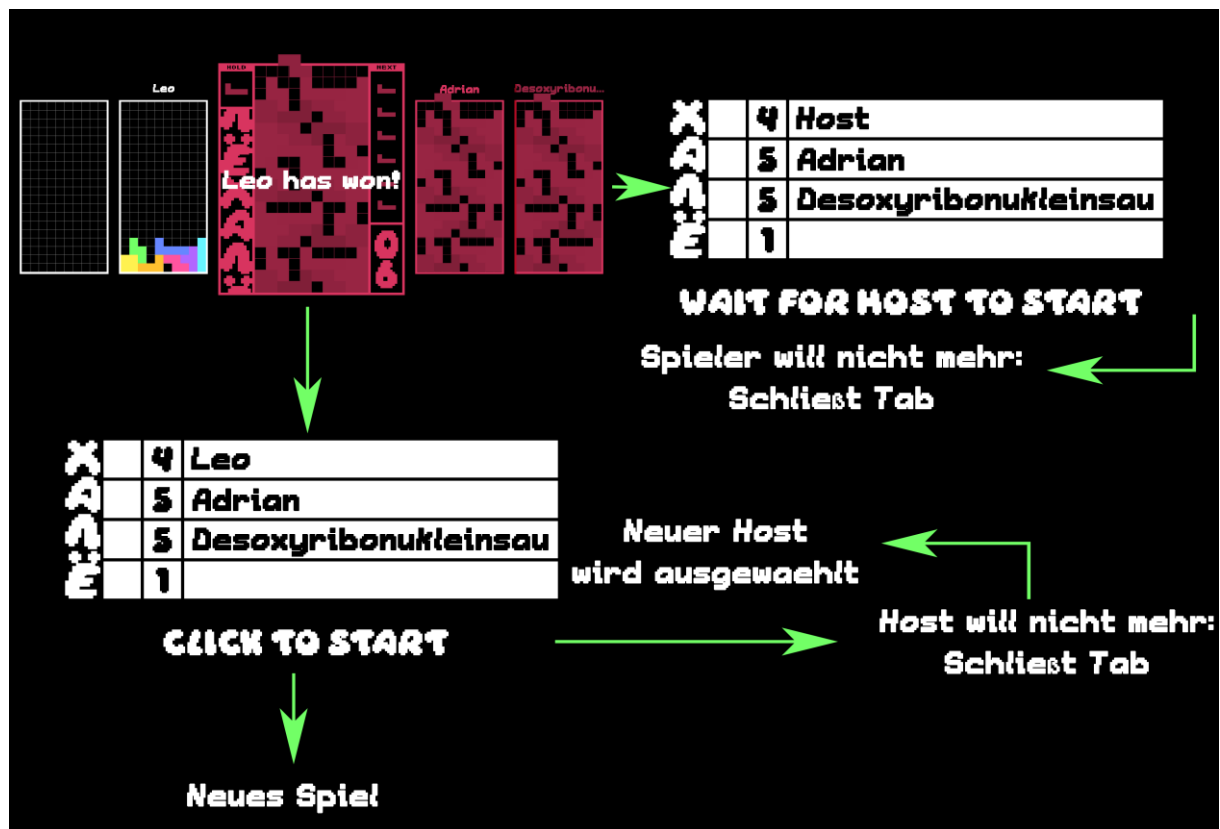 Leo
HOLD
NEXT
Adrian
Desoxyribonu...
Leo has won!
06
4 Host
5 Adrian
5 Desoxyribonukleinsau
1
WAIT FOR HOST TO START
Spieler will nicht mehr:
Schließt Tab
4 Leo
5 Adrian
5 Desoxyribonukleinsau
1
CLICK TO START
Neuer Host
wird ausgewaehlt
Host will nicht mehr:
Schließt Tab
Neues Spiel